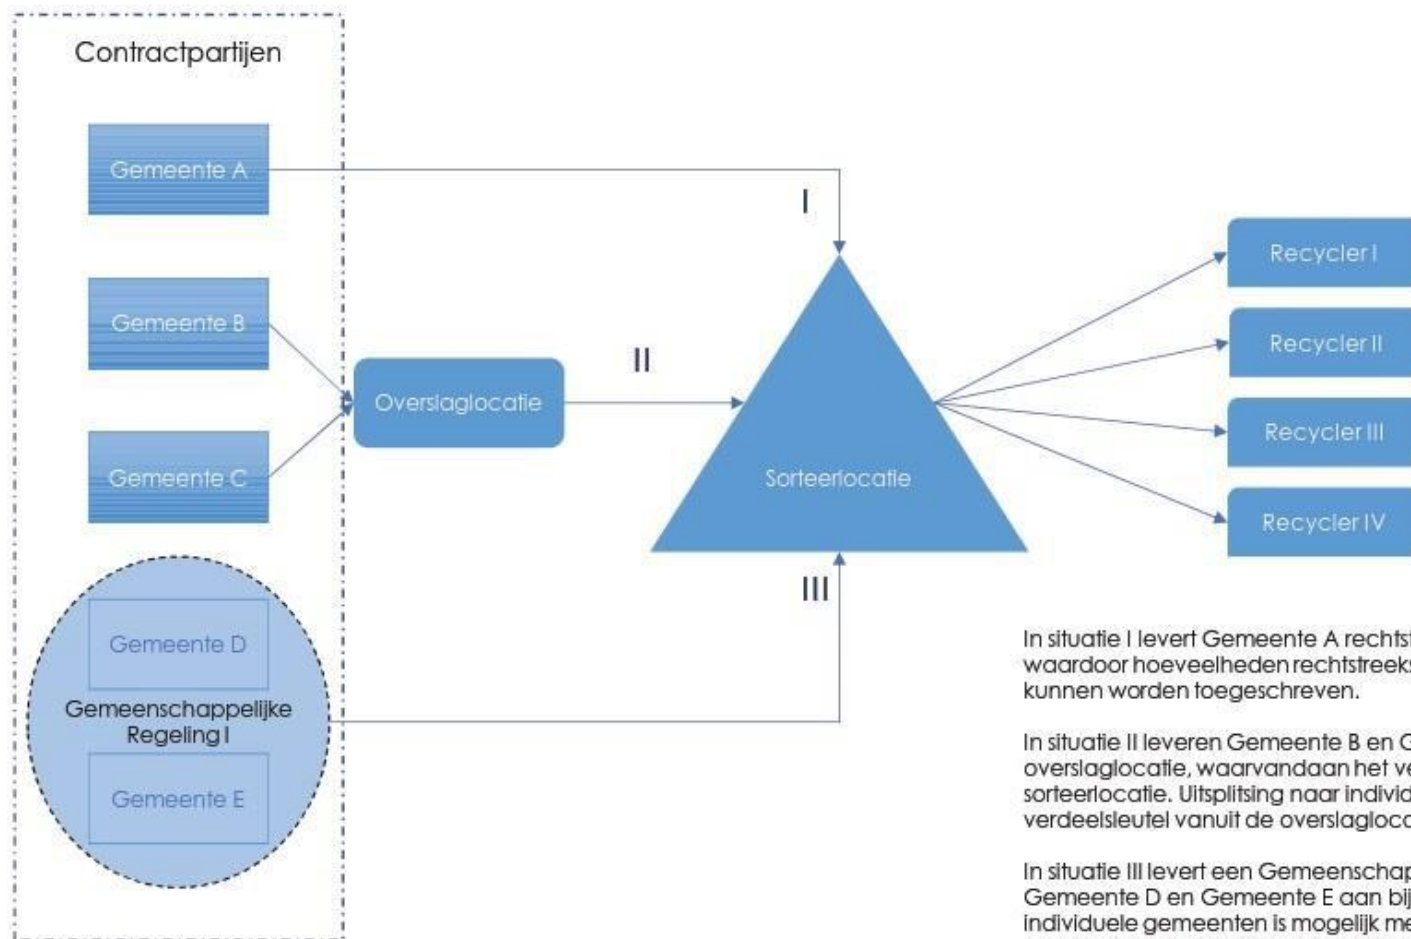 Contractpartijen
Gemeente A
Gemeente B
Gemeente C
Gemeente D
Gemeenschappelijke
Regeling I
Gemeente E
Overslaglocatie
I
II
III
Sorteerlocatie
Recycler I
Recycler II
Recycler III
Recycler IV
In situatie I levert Gemeente A
waardoor hoeveelheden rechtstreeks
kunnen worden toegeschreven.
In situatie II leveren Gemeente B en
overslaglocatie, waarvandaan het
sorteerlocatie. Uitsplitsing naar
verdeelsleutel vanuit de
In situatie III levert een
Gemeente D en Gemeente E aan bij
individuele gemeenten is mogelijk